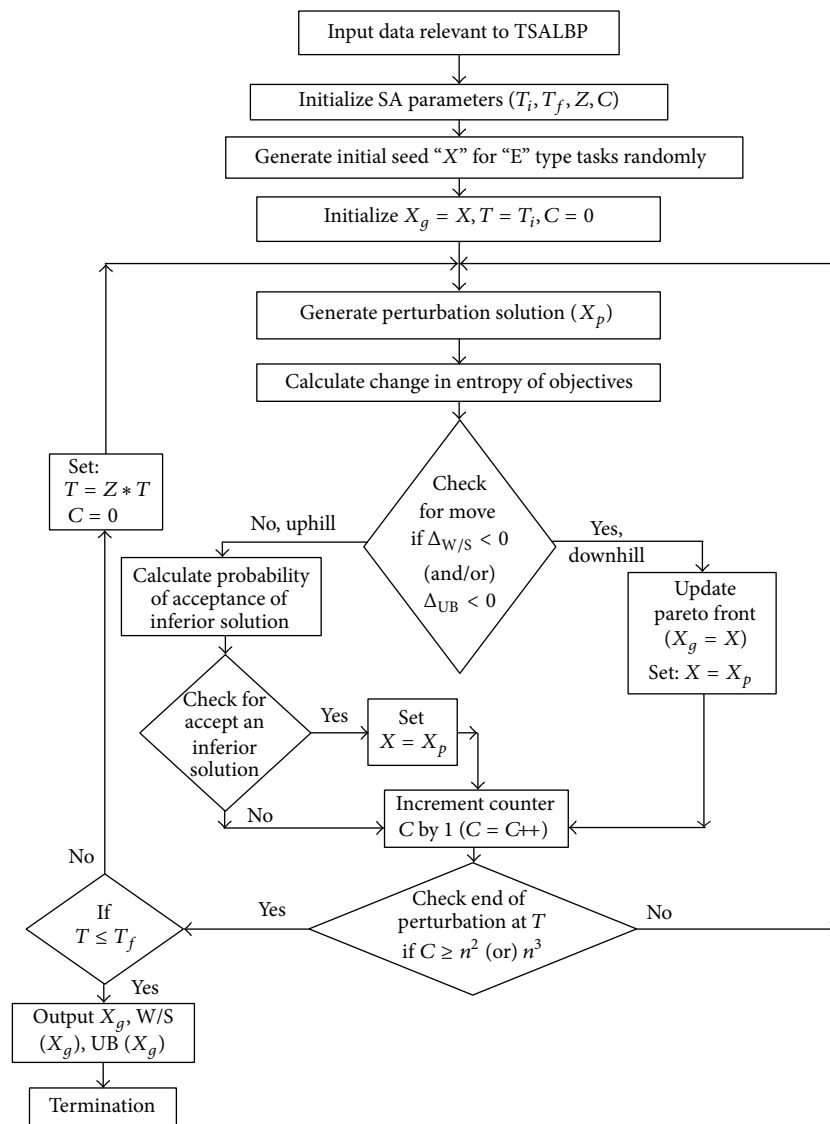 Input data relevant to TSALBP
Initialize SA parameters (T_i, T_f, Z, C)
Generate initial seed “X” for “E” type tasks randomly
Initialize X_g = X, T = T_i, C = 0
Generate perturbation solution (X_p)
Calculate change in entropy of objectives
Set:
T = Z ∗ T
C = 0
Check
for move
if Δ_W/S < 0
(and/or)
Δ_UB < 0
No, uphill
Yes,
downhill
Calculate probability
of acceptance of
inferior solution
Update
pareto front
(X_g = X)
Set: X = X_p
Check for
accept an
inferior
solution
Yes
Set
X = X_p
No
Increment counter
C by 1 (C = C++)
No
If
T ≤ T_f
Yes
Check end of
perturbation at T
if C ≥ n² (or) n³
No
Yes
Output X_g, W/S
(X_g), UB (X_g)
Termination